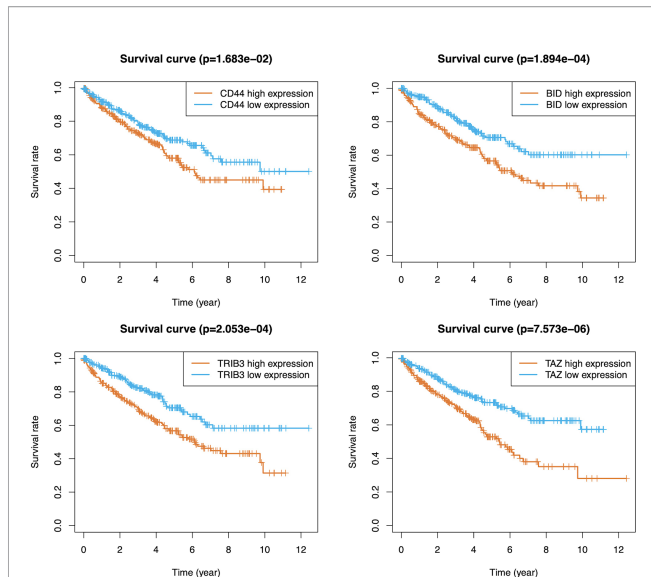 Survival curve (p=1.683e−02)
CD44 high expression
CD44 low expression
Survival rate
0.0 0.2 0.4 0.6 0.8 1.0
0 2 4 6 8 10 12
Time (year)
Survival curve (p=1.894e−04)
BID high expression
BID low expression
Survival rate
0.0 0.2 0.4 0.6 0.8 1.0
0 2 4 6 8 10 12
Time (year)
Survival curve (p=2.053e−04)
TRIB3 high expression
TRIB3 low expression
Survival rate
0.0 0.2 0.4 0.6 0.8 1.0
0 2 4 6 8 10 12
Time (year)
Survival curve (p=7.573e−06)
TAZ high expression
TAZ low expression
Survival rate
0.0 0.2 0.4 0.6 0.8 1.0
0 2 4 6 8 10 12
Time (year)